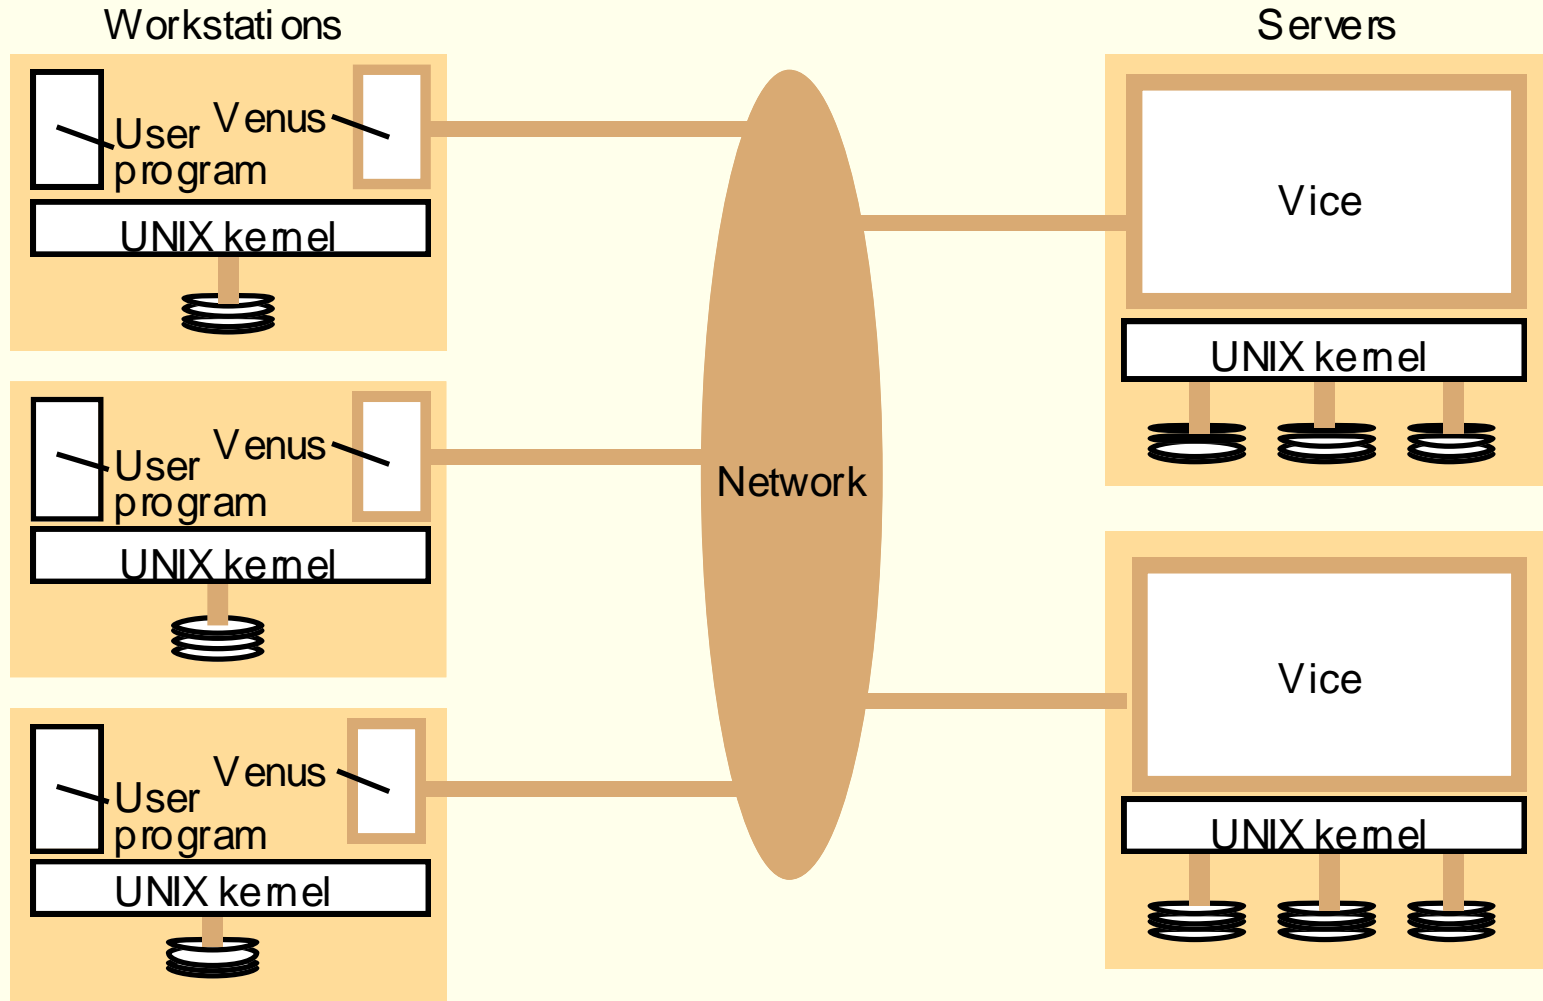 Workstations
Servers
User
program
Venus
UNIX kernel
Vice
UNIX kernel
User
program
Venus
UNIX kernel
Network
Vice
UNIX kernel
User
program
Venus
UNIX kernel